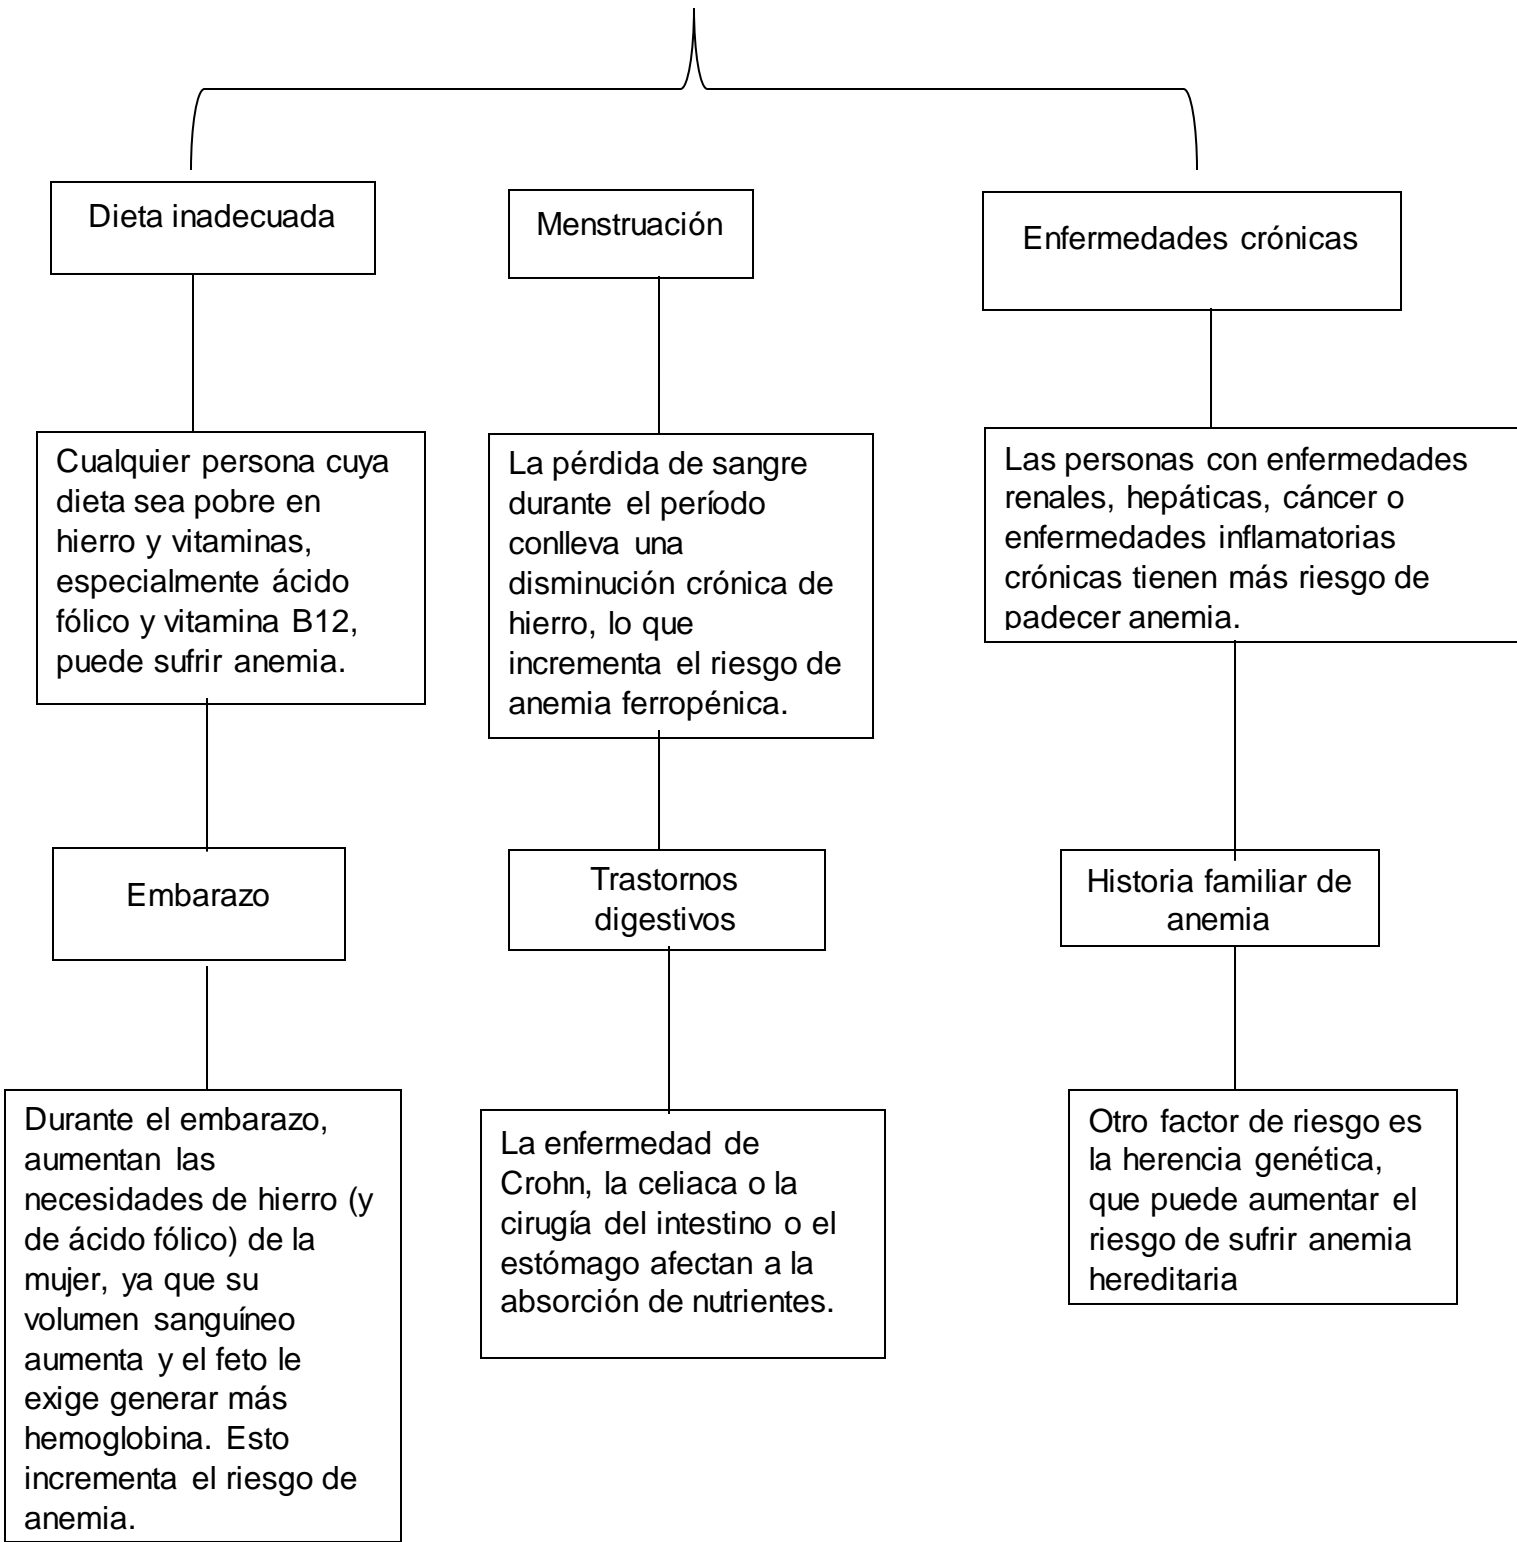 Dieta inadecuada
Menstruación
Enfermedades crónicas
Cualquier persona cuya
dieta sea pobre en
hierro y vitaminas,
especialmente ácido
fólico y vitamina B12,
puede sufrir anemia.
La pérdida de sangre
durante el período
conlleva una
disminución crónica de
hierro, lo que
incrementa el riesgo de
anemia ferropénica.
Las personas con enfermedades
renales, hepáticas, cáncer o
enfermedades inflamatorias
crónicas tienen más riesgo de
padecer anemia.
Embarazo
Trastornos
digestivos
Historia familiar de
anemia
Durante el embarazo,
aumentan las
necesidades de hierro (y
de ácido fólico) de la
mujer, ya que su
volumen sanguíneo
aumenta y el feto le
exige generar más
hemoglobina. Esto
incrementa el riesgo de
anemia.
La enfermedad de
Crohn, la celiaca o la
cirugía del intestino o el
estómago afectan a la
absorción de nutrientes.
Otro factor de riesgo es
la herencia genética,
que puede aumentar el
riesgo de sufrir anemia
hereditaria